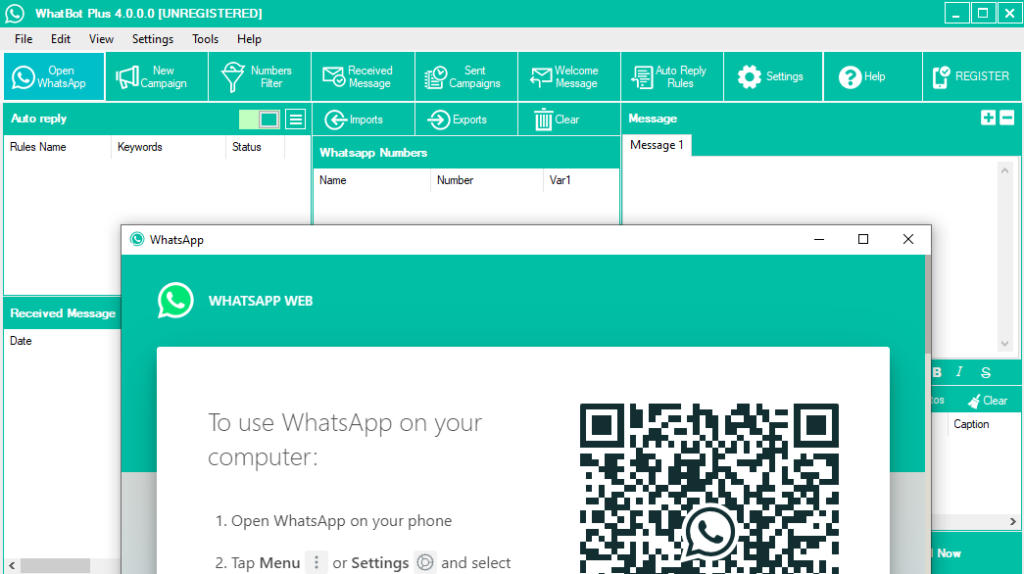 WhatBot Plus 4.0.0.0 [UNREGISTERED]
File Edit View Settings Tools Help
Open WhatsApp
New Campaign
Numbers Filter
Received Message
Sent Campaigns
Welcome Message
Auto Reply Rules
Settings
Help
REGISTER
Auto reply
Imports
Exports
Clear
Message
Rules Name Keywords Status
Whatsapp Numbers
Message 1
Name Number Var1
WhatsApp
WHATSAPP WEB
Received Message
Date
B I S
Clear
Caption
To use WhatsApp on your
computer:
1. Open WhatsApp on your phone
2. Tap Menu or Settings and select
Now